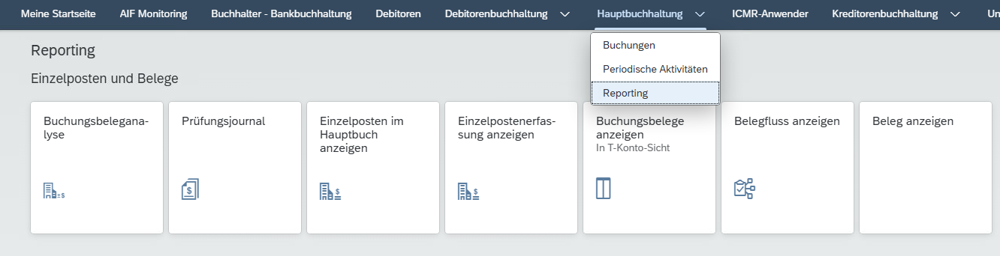 Meine Startseite AIF Monitoring Buchhalter - Bankbuchhaltung Debitoren Debitorenbuchhaltung Hauptbuchhaltung ICMR-Anwender Kreditorenbuchhaltung Un
Buchungen
Periodische Aktivitäten
Reporting
Reporting
Einzelposten und Belege
Buchungsbelegana-
lyse
Prüfungsjournal
Einzelposten im
Hauptbuch
anzeigen
Einzelpostenerfas-
sung anzeigen
Buchungsbelege
anzeigen
In T-Konto-Sicht
Belegfluss anzeigen
Beleg anzeigen